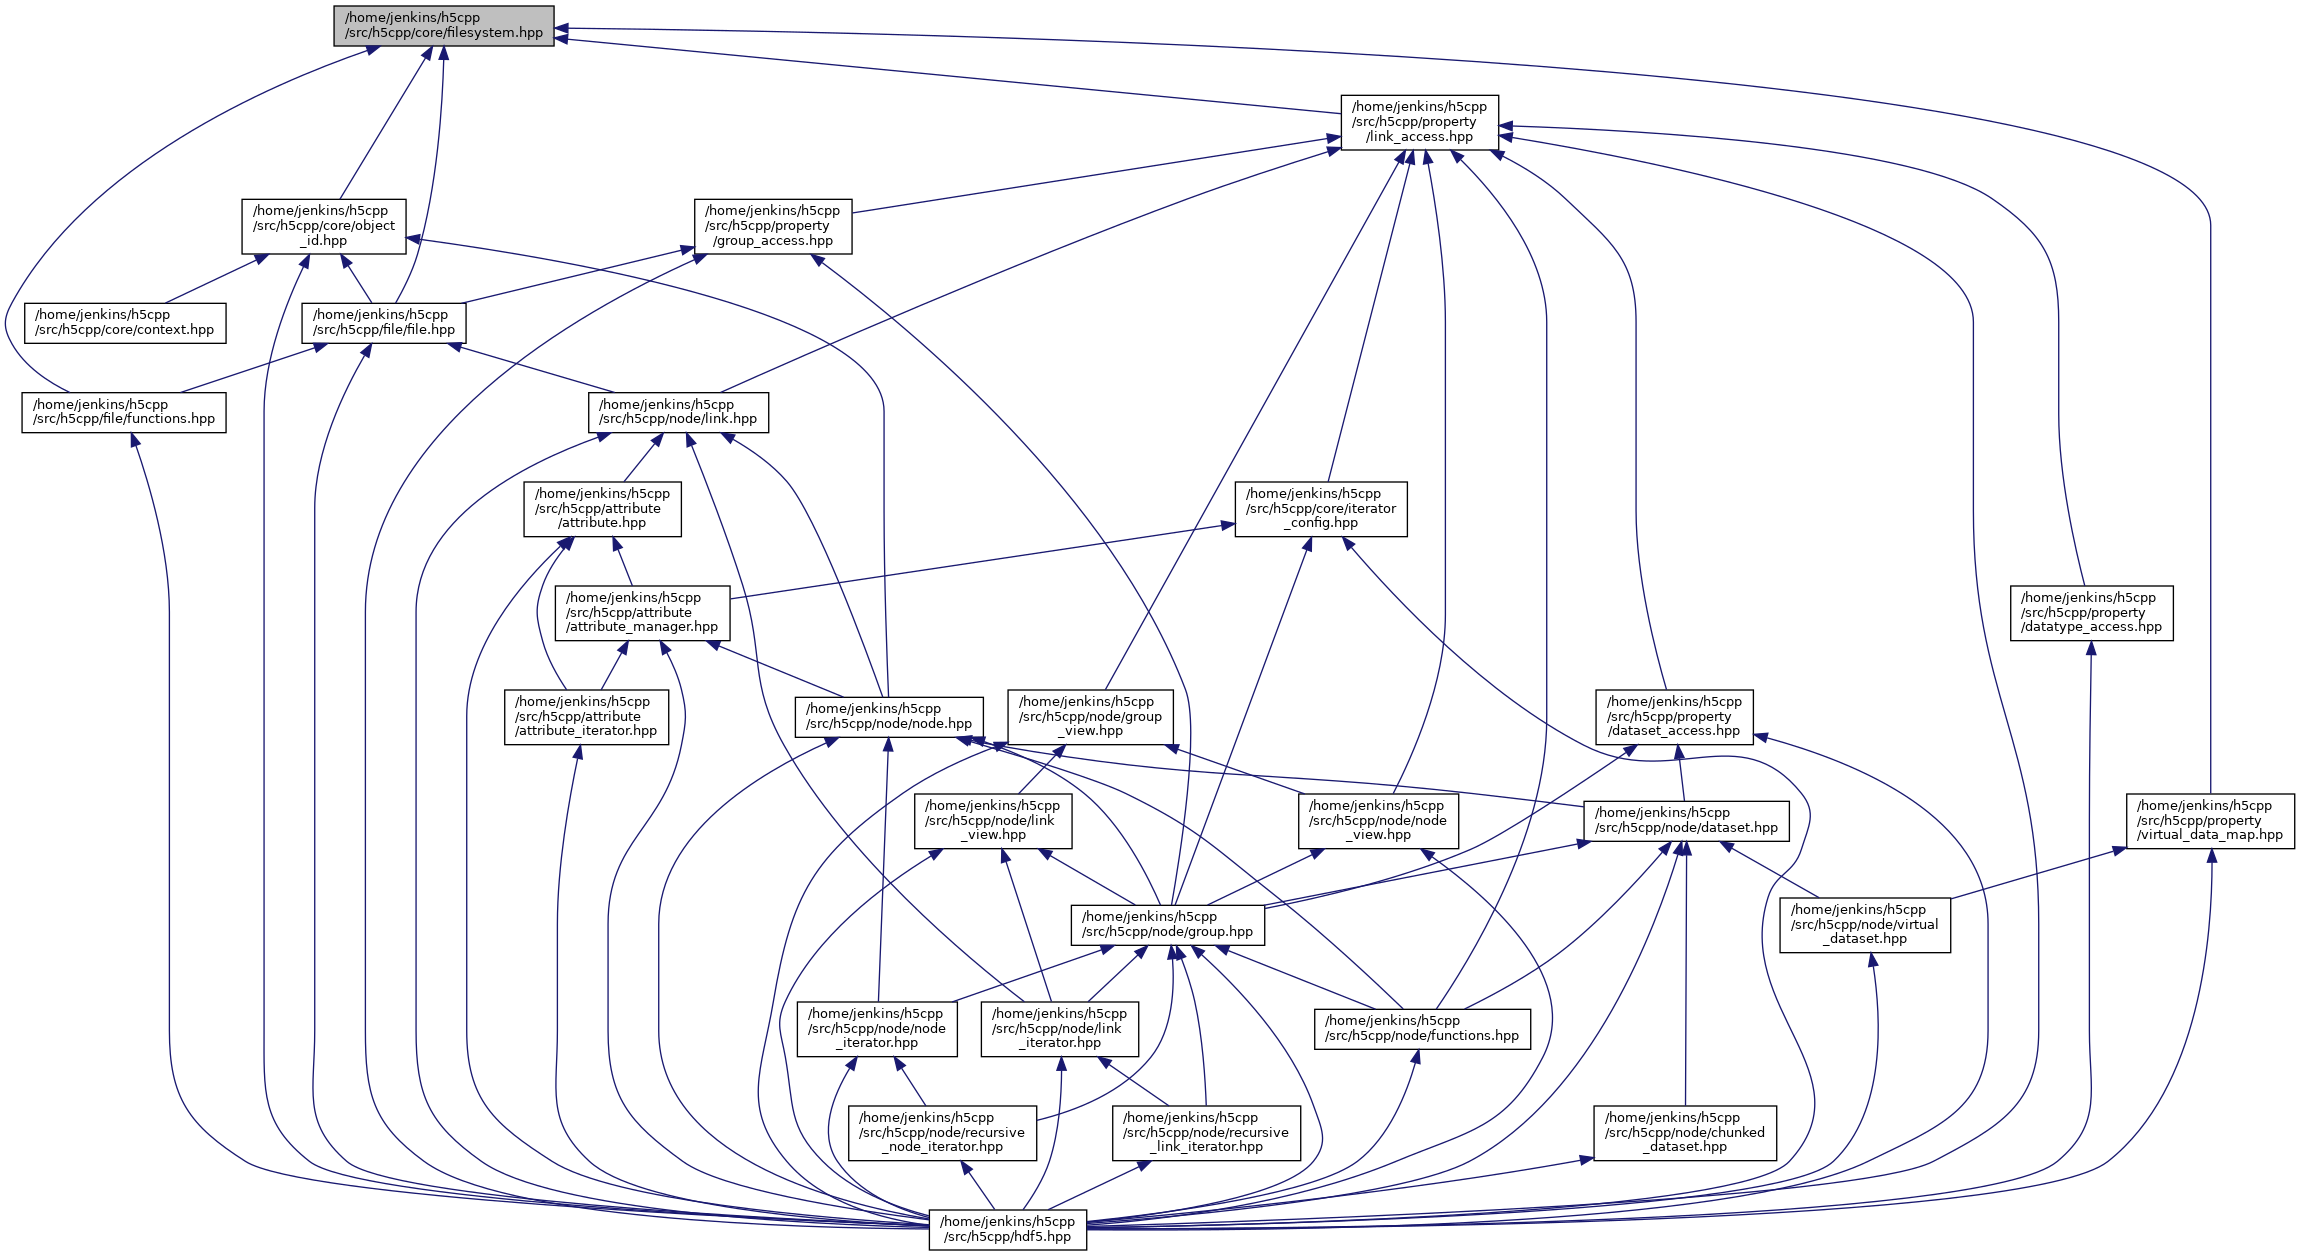 /home/jenkins/h5cpp
/src/h5cpp/core/filesystem.hpp
/home/jenkins/h5cpp
/src/h5cpp/property
/link_access.hpp
/home/jenkins/h5cpp
/src/h5cpp/core/object
_id.hpp
/home/jenkins/h5cpp
/src/h5cpp/property
/group_access.hpp
/home/jenkins/h5cpp
/src/h5cpp/core/context.hpp
/home/jenkins/h5cpp
/src/h5cpp/file/file.hpp
/home/jenkins/h5cpp
/src/h5cpp/file/functions.hpp
/home/jenkins/h5cpp
/src/h5cpp/node/link.hpp
/home/jenkins/h5cpp
/src/h5cpp/attribute
/attribute.hpp
/home/jenkins/h5cpp
/src/h5cpp/core/iterator
_config.hpp
/home/jenkins/h5cpp
/src/h5cpp/attribute
/attribute_manager.hpp
/home/jenkins/h5cpp
/src/h5cpp/property
/datatype_access.hpp
/home/jenkins/h5cpp
/src/h5cpp/attribute
/attribute_iterator.hpp
/home/jenkins/h5cpp
/src/h5cpp/node/node.hpp
/home/jenkins/h5cpp
/src/h5cpp/node/group
_view.hpp
/home/jenkins/h5cpp
/src/h5cpp/property
/dataset_access.hpp
/home/jenkins/h5cpp
/src/h5cpp/node/link
_view.hpp
/home/jenkins/h5cpp
/src/h5cpp/node/node
_view.hpp
/home/jenkins/h5cpp
/src/h5cpp/node/dataset.hpp
/home/jenkins/h5cpp
/src/h5cpp/property
/virtual_data_map.hpp
/home/jenkins/h5cpp
/src/h5cpp/node/group.hpp
/home/jenkins/h5cpp
/src/h5cpp/node/virtual
_dataset.hpp
/home/jenkins/h5cpp
/src/h5cpp/node/node
_iterator.hpp
/home/jenkins/h5cpp
/src/h5cpp/node/link
_iterator.hpp
/home/jenkins/h5cpp
/src/h5cpp/node/functions.hpp
/home/jenkins/h5cpp
/src/h5cpp/node/recursive
_node_iterator.hpp
/home/jenkins/h5cpp
/src/h5cpp/node/recursive
_link_iterator.hpp
/home/jenkins/h5cpp
/src/h5cpp/node/chunked
_dataset.hpp
/home/jenkins/h5cpp
/src/h5cpp/hdf5.hpp